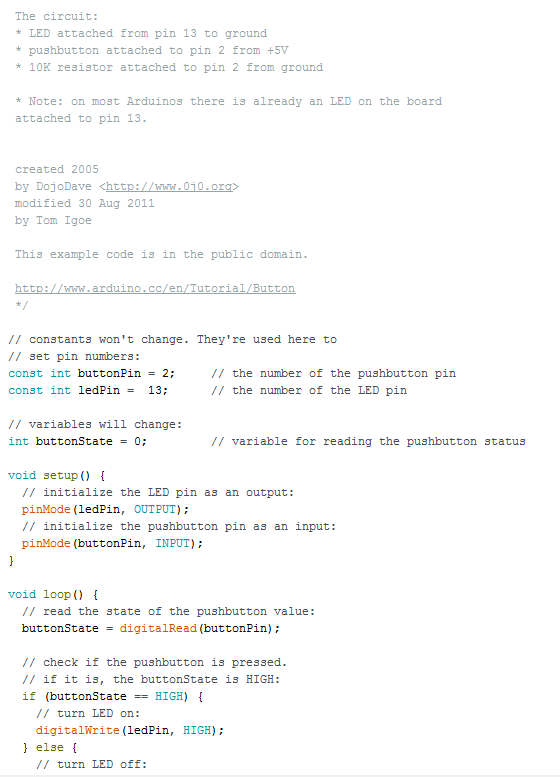 The circuit:
* LED attached from pin 13 to ground
* pushbutton attached to pin 2 from +5V
* 10K resistor attached to pin 2 from ground

* Note: on most Arduinos there is already an LED on the board
attached to pin 13.


created 2005
by DojoDave <http://www.0j0.org>
modified 30 Aug 2011
by Tom Igoe

This example code is in the public domain.

http://www.arduino.cc/en/Tutorial/Button
*/

// constants won't change. They're used here to
// set pin numbers:
const int buttonPin = 2;     // the number of the pushbutton pin
const int ledPin =  13;      // the number of the LED pin

// variables will change:
int buttonState = 0;         // variable for reading the pushbutton status

void setup() {
  // initialize the LED pin as an output:
  pinMode(ledPin, OUTPUT);
  // initialize the pushbutton pin as an input:
  pinMode(buttonPin, INPUT);
}

void loop() {
  // read the state of the pushbutton value:
  buttonState = digitalRead(buttonPin);

  // check if the pushbutton is pressed.
  // if it is, the buttonState is HIGH:
  if (buttonState == HIGH) {
    // turn LED on:
    digitalWrite(ledPin, HIGH);
  } else {
    // turn LED off: